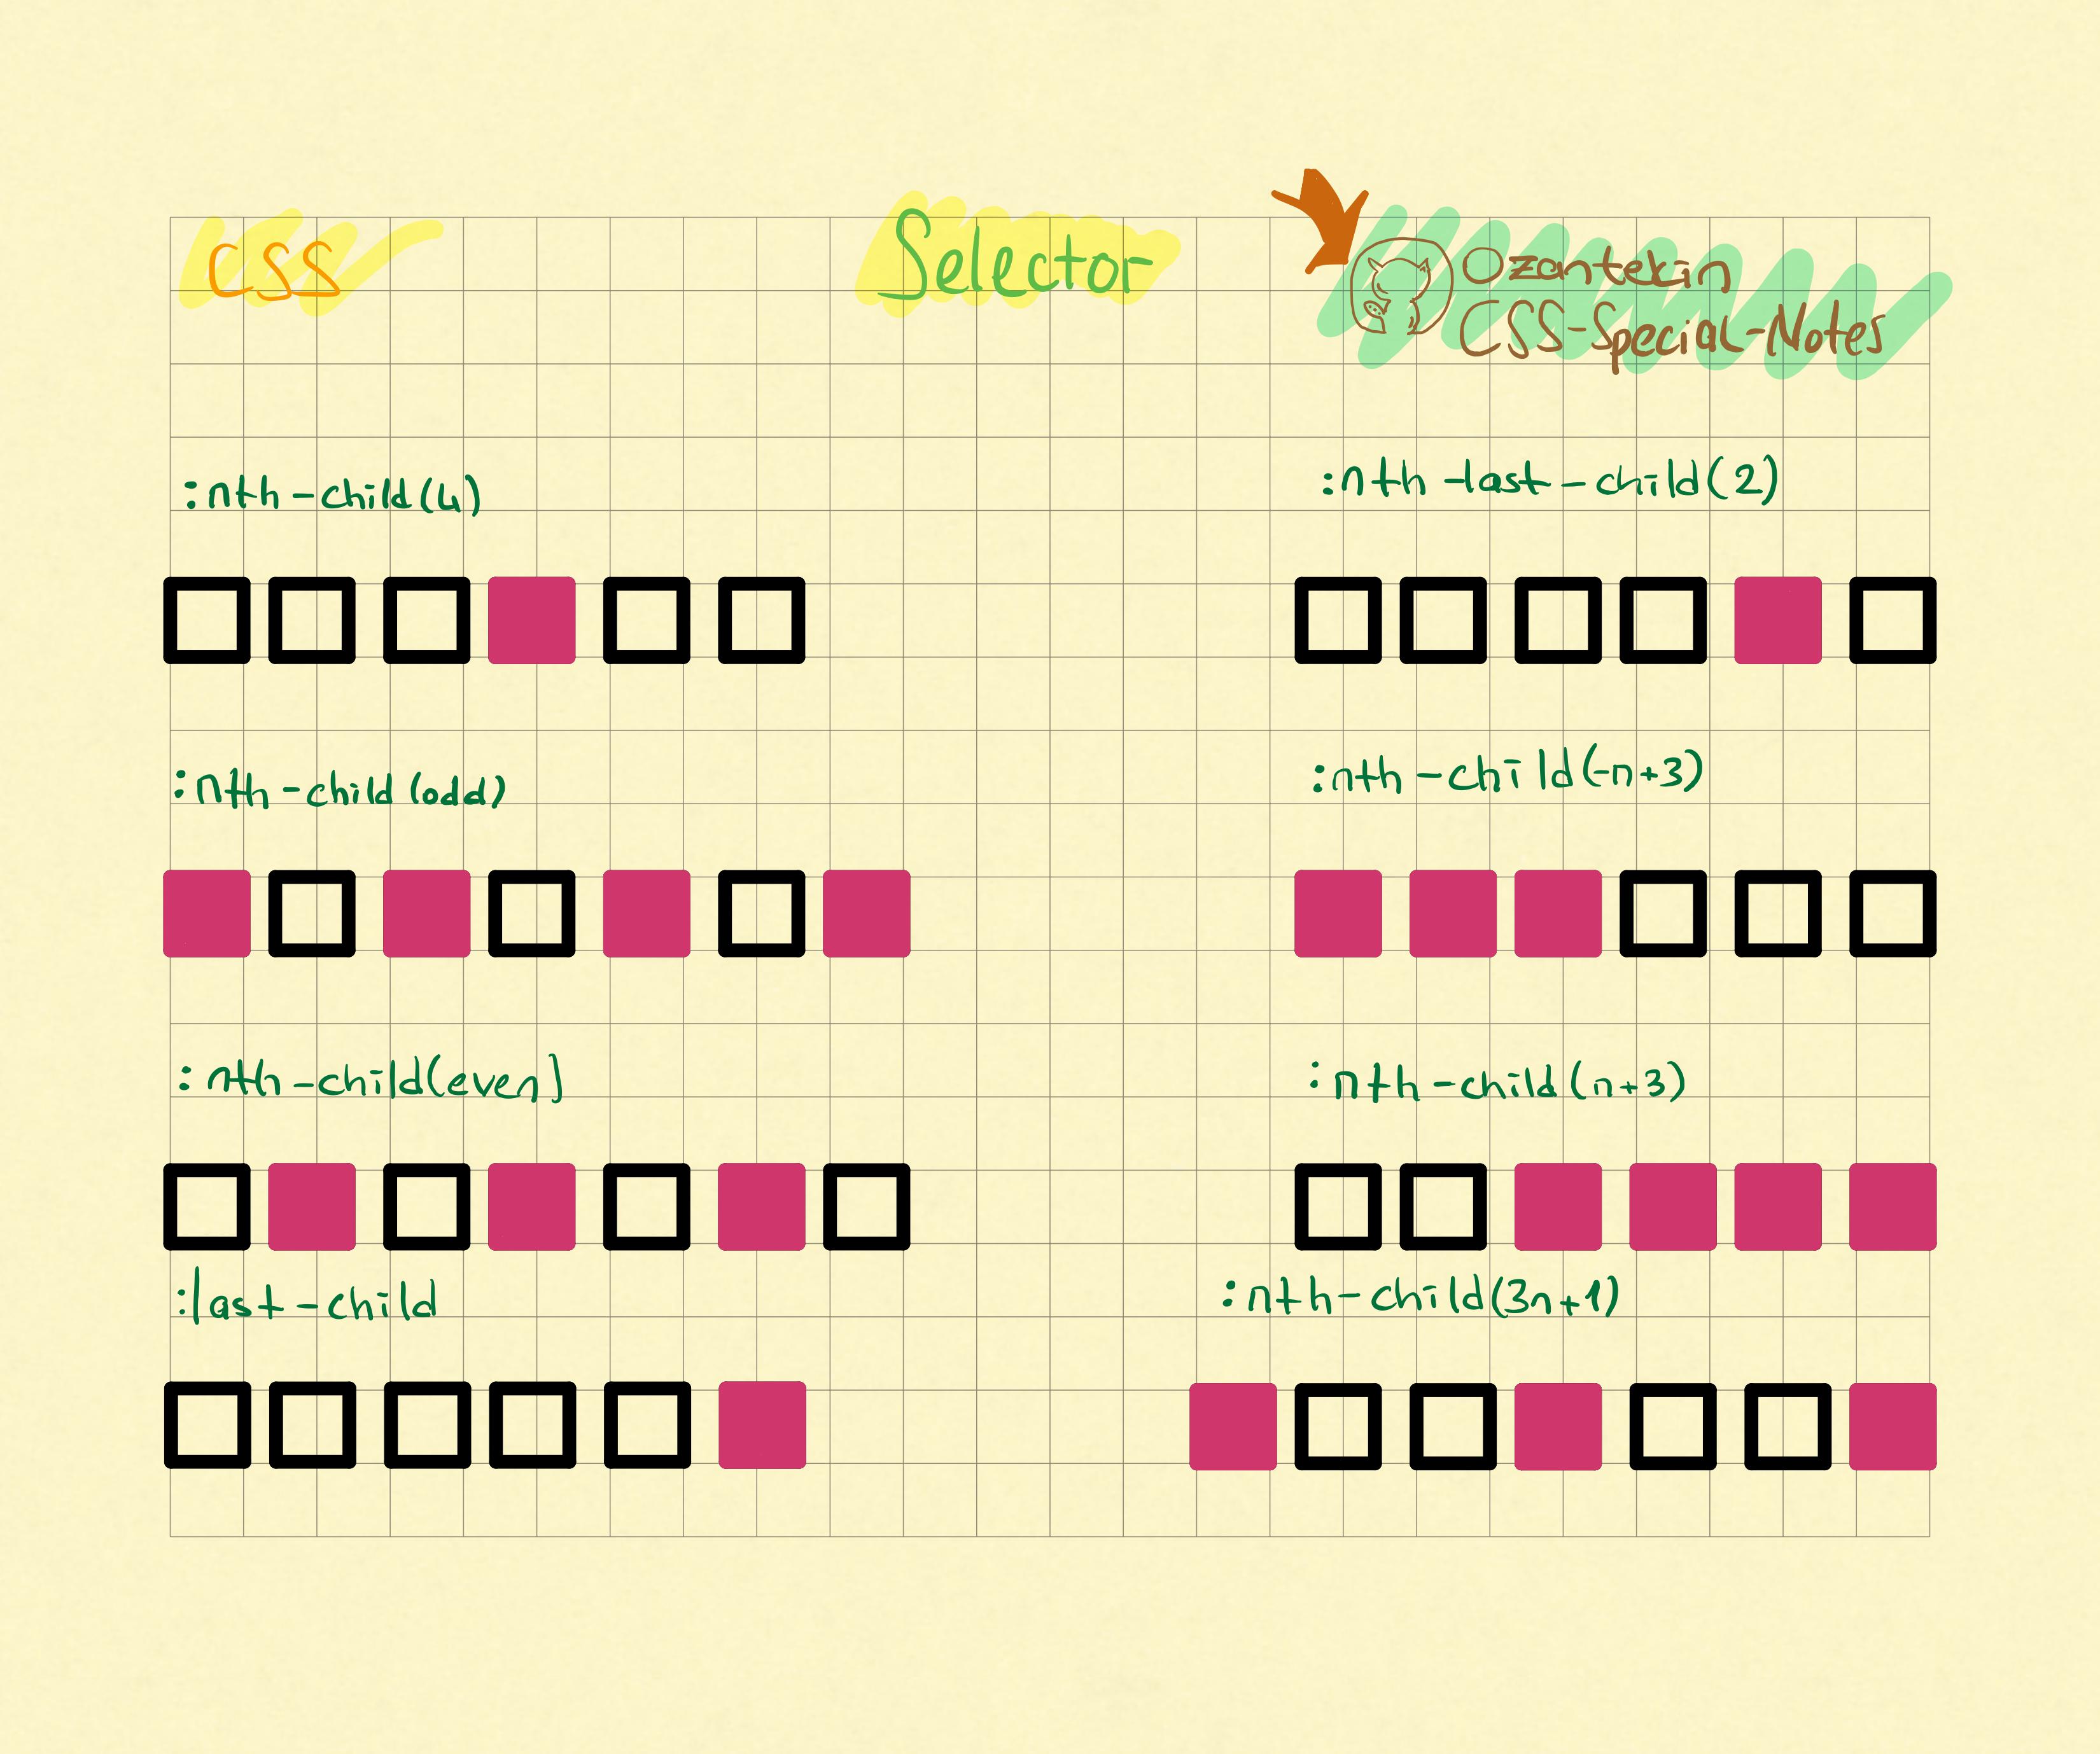 CSS
Selector
Ozantekin
CSS-Special-Notes
:nth-child(4)
:nth-last-child(2)
:nth-child(odd)
:nth-child(-n+3)
:nth-child(even]
:nth-child(n+3)
:last-child
:nth-child(3n+1)